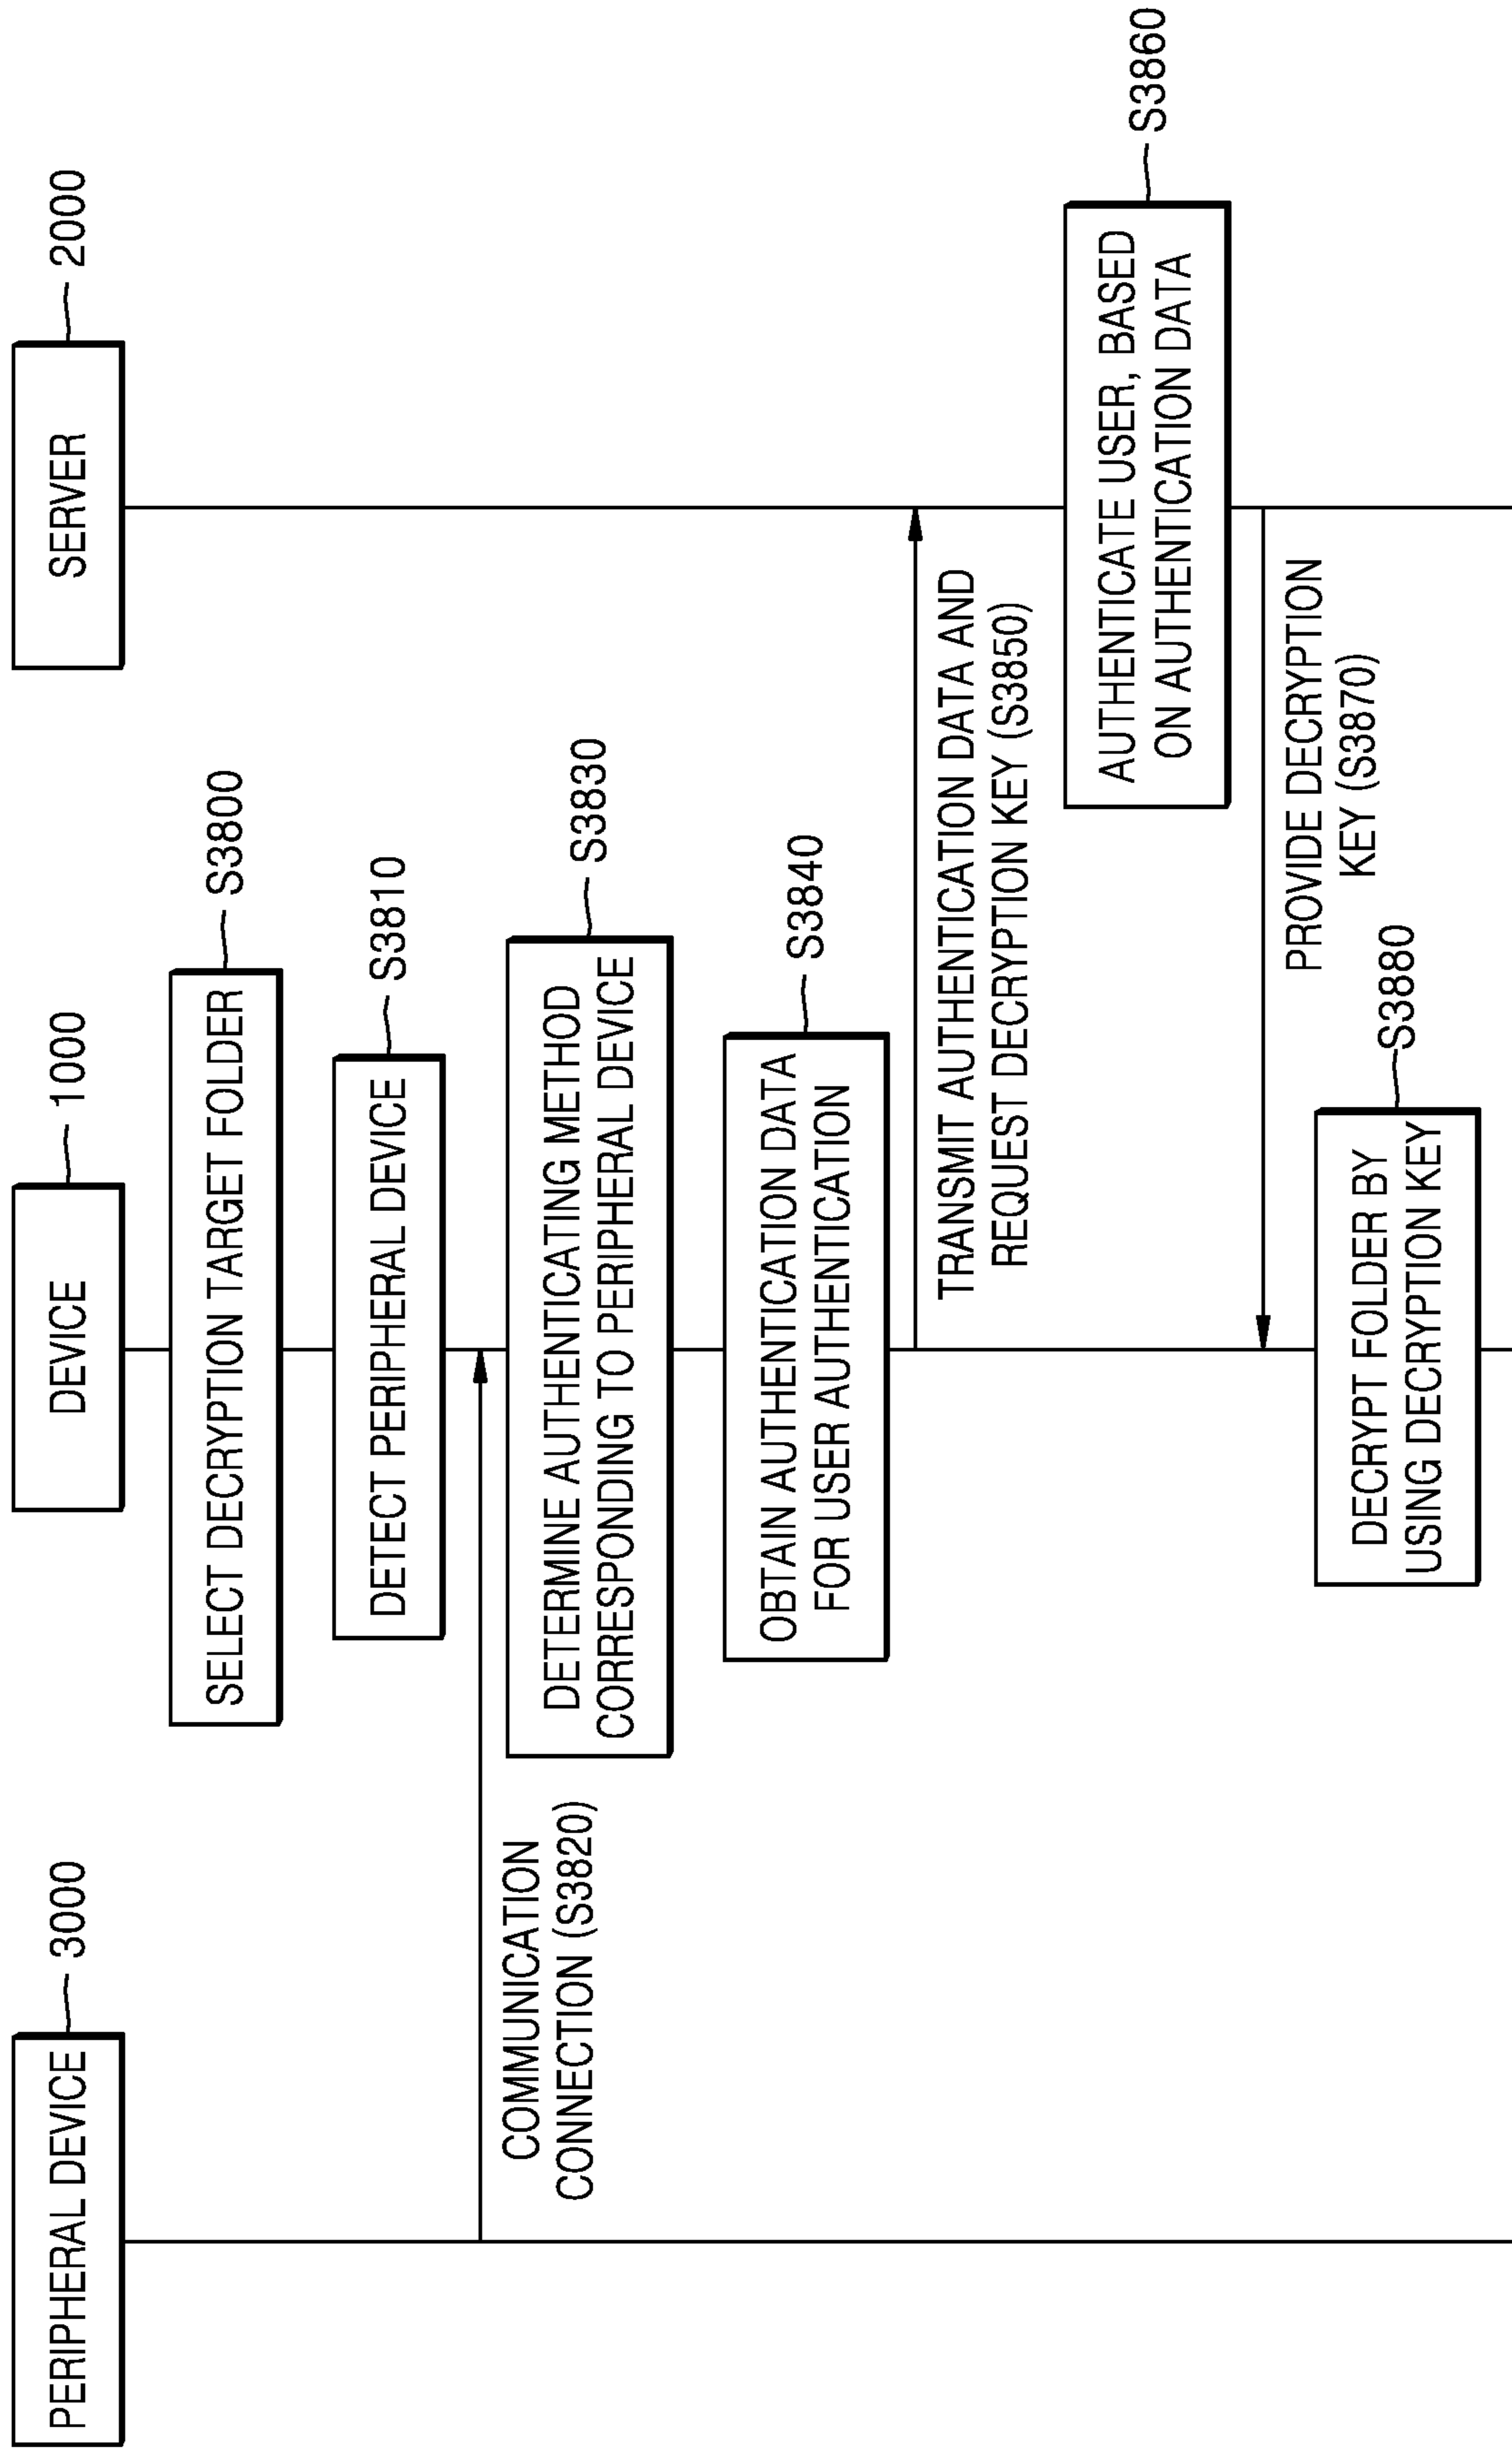 PERIPHERAL DEVICE
3000
DEVICE
1000
SERVER
2000
SELECT DECRYPTION TARGET FOLDER
S3800
DETECT PERIPHERAL DEVICE
S3810
COMMUNICATION
CONNECTION (S3820)
DETERMINE AUTHENTICATING METHOD
CORRESPONDING TO PERIPHERAL DEVICE
S3830
OBTAIN AUTHENTICATION DATA
FOR USER AUTHENTICATION
S3840
TRANSMIT AUTHENTICATION DATA AND
REQUEST DECRYPTION KEY (S3850)
AUTHENTICATE USER, BASED
ON AUTHENTICATION DATA
S3860
PROVIDE DECRYPTION
KEY (S3870)
DECRYPT FOLDER BY
USING DECRYPTION KEY
S3880